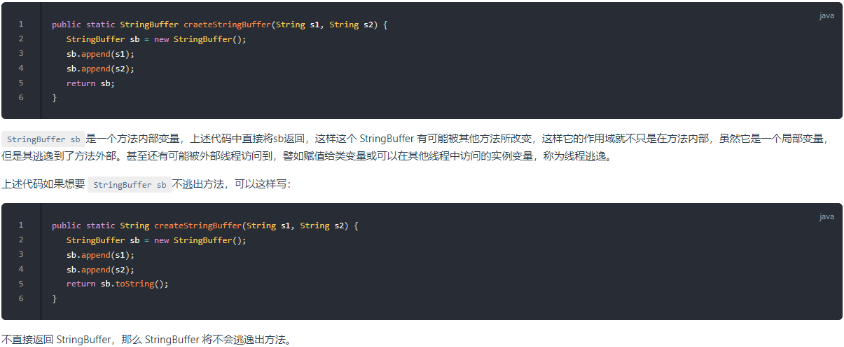 java
1 public static StringBuffer craeteStringBuffer(String s1, String s2) {
2 StringBuffer sb = new StringBuffer();
3 sb.append(s1);
4 sb.append(s2);
5 return sb;
6 }
StringBuffer sb 是一个方法内部变量，上述代码中直接将sb返回，这样这个 StringBuffer 有可能被其他方法所改变，这样它的作用域就不只是在方法内部，虽然它是一个局部变量，
但是其逃逸到了方法外部。甚至还有可能被外部线程访问到，譬如赋值给类变量或可以在其他线程中访问的实例变量，称为线程逃逸。
上述代码如果想要 StringBuffer sb 不逃出方法，可以这样写：
java
1 public static String createStringBuffer(String s1, String s2) {
2 StringBuffer sb = new StringBuffer();
3 sb.append(s1);
4 sb.append(s2);
5 return sb.toString();
6 }
不直接返回 StringBuffer，那么 StringBuffer 将不会逃逸出方法。